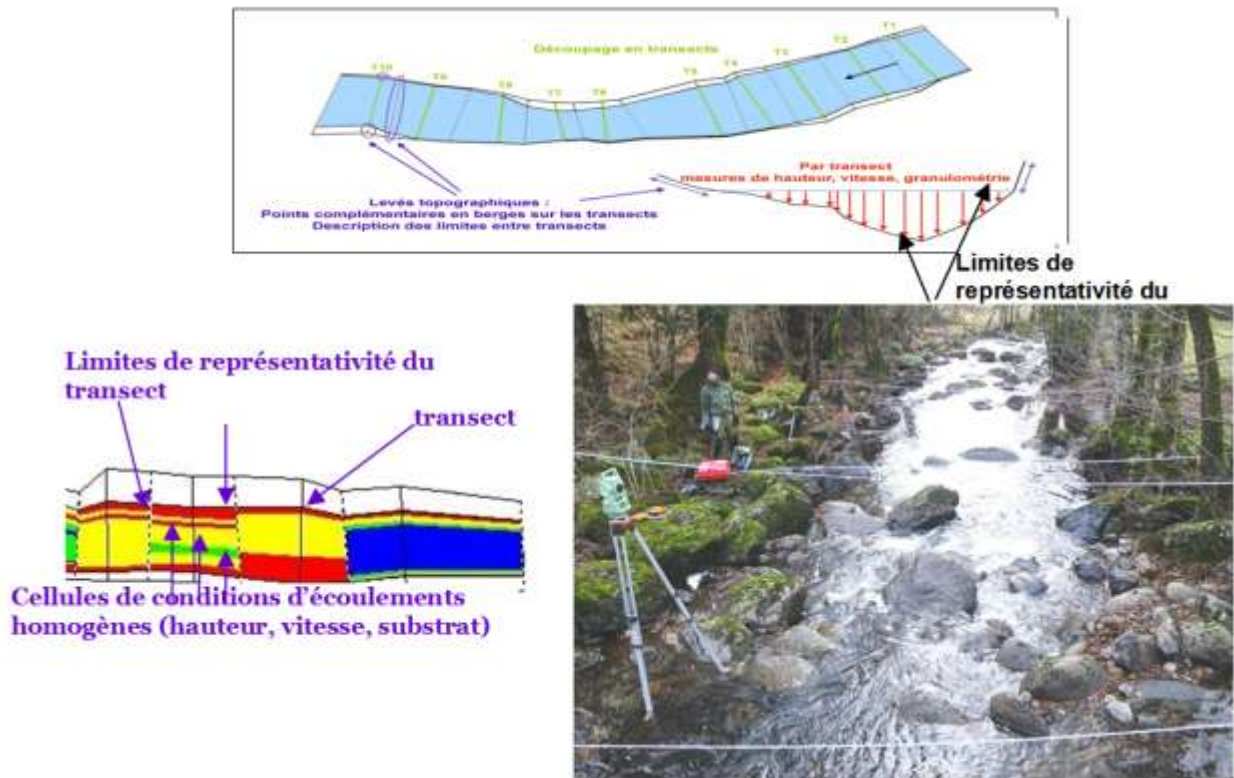 Découpage en transects
T1
T2
T3
T4
T5
T6
T7
T8
T9
T10
Par transect
mesures de hauteur, vitesse, granulométrie
Levés topographiques :
Points complémentaires en berges sur les transects
Description des limites entre transects
Limites de
représentativité du
Limites de représentativité du
transect
transect
Cellules de conditions d'écoulements
homogènes (hauteur, vitesse, substrat)